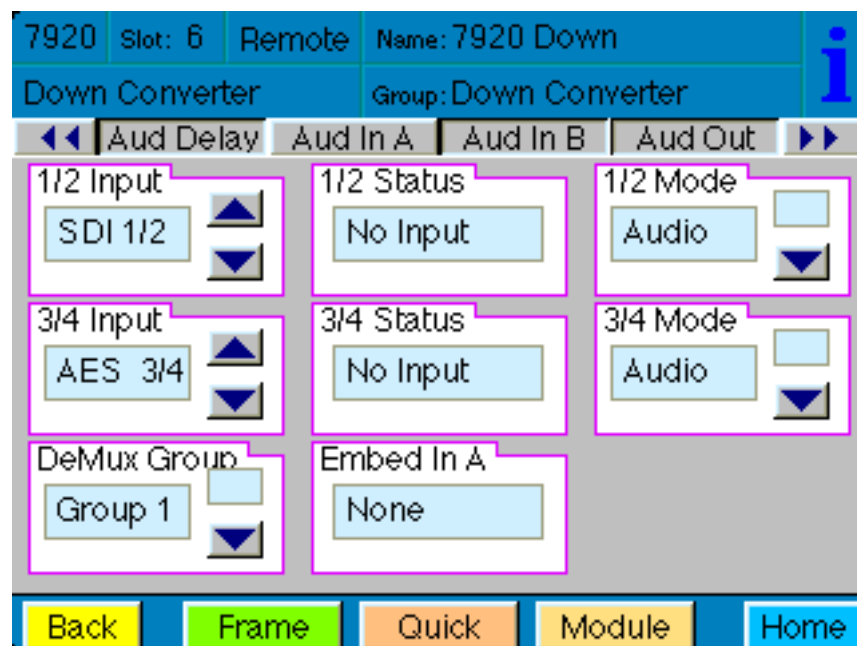 7920 Slot: 6 Remote Name: 7920 Down
Down Converter Group: Down Converter
Aud Delay Aud In A Aud In B Aud Out
1/2 Input 1/2 Status 1/2 Mode
SDI 1/2 No Input Audio
3/4 Input 3/4 Status 3/4 Mode
AES 3/4 No Input Audio
DeMux Group Embed In A
Group 1 None
Back Frame Quick Module Home